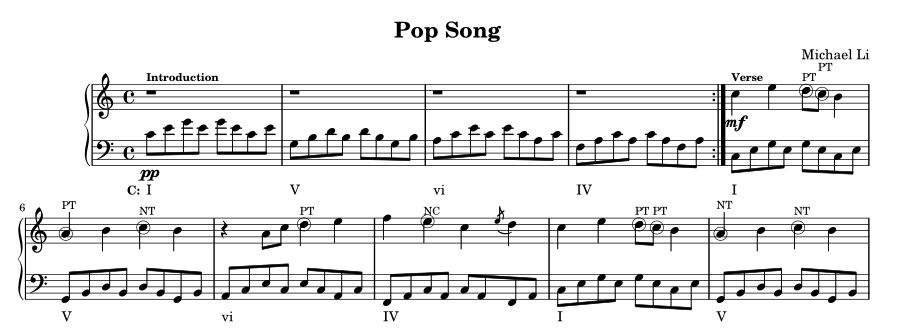 Pop Song
Michael Li
Introduction
Verse
PT PT
mf
pp
C: I V vi IV I
6
PT NT PT NC PT PT NT NT
V vi IV I V